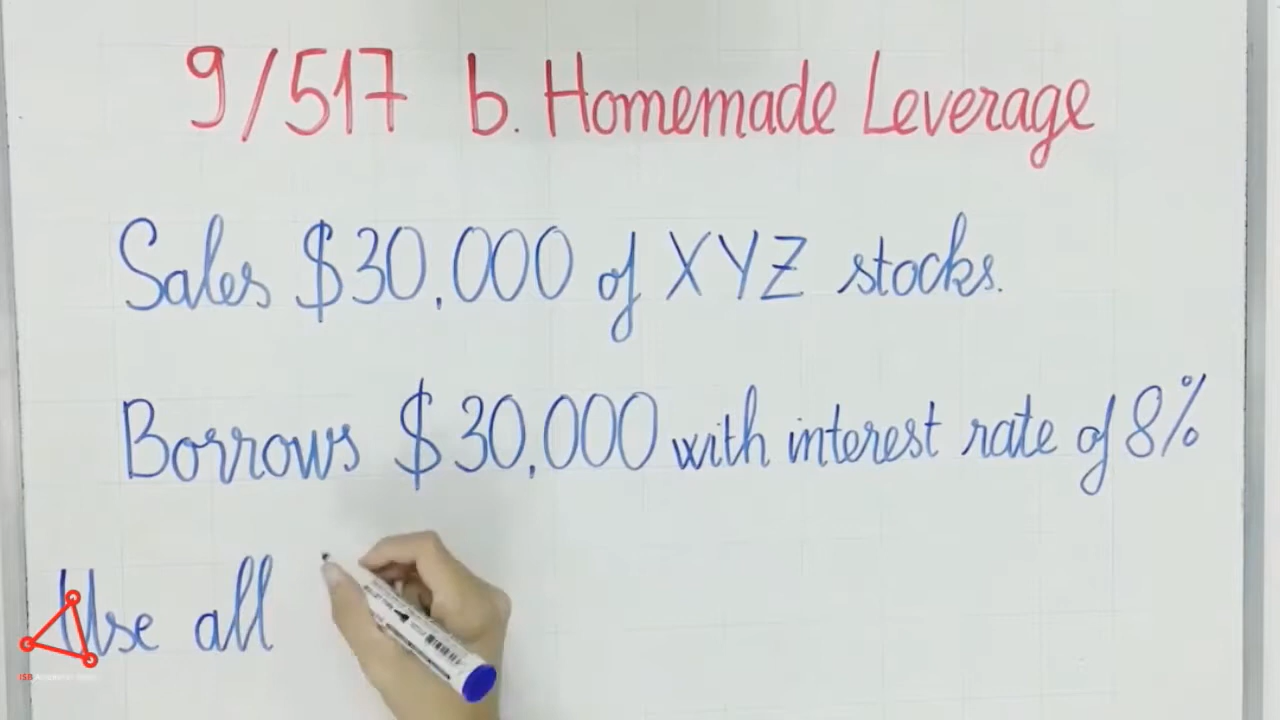 9/517 b. Homemade Leverage
Sales $30,000 of XYZ stocks.
Borrows $30,000 with interest rate of 8%
Use all
ISB